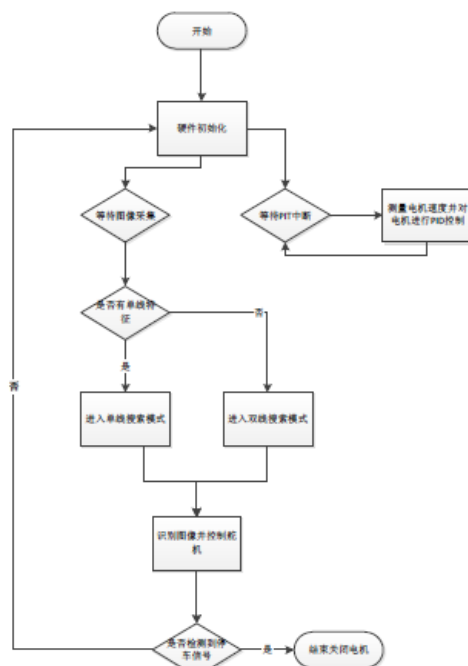 开始
硬件初始化
等待图像采集
等待PIT中断
测量电机速度并对
电机进行PID控制
是否有单线特
征
否
是
否
进入单线搜索模式
进入双线搜索模式
识别图像并控制舵
机
是否检测到停
车信号
是
结束关闭电机